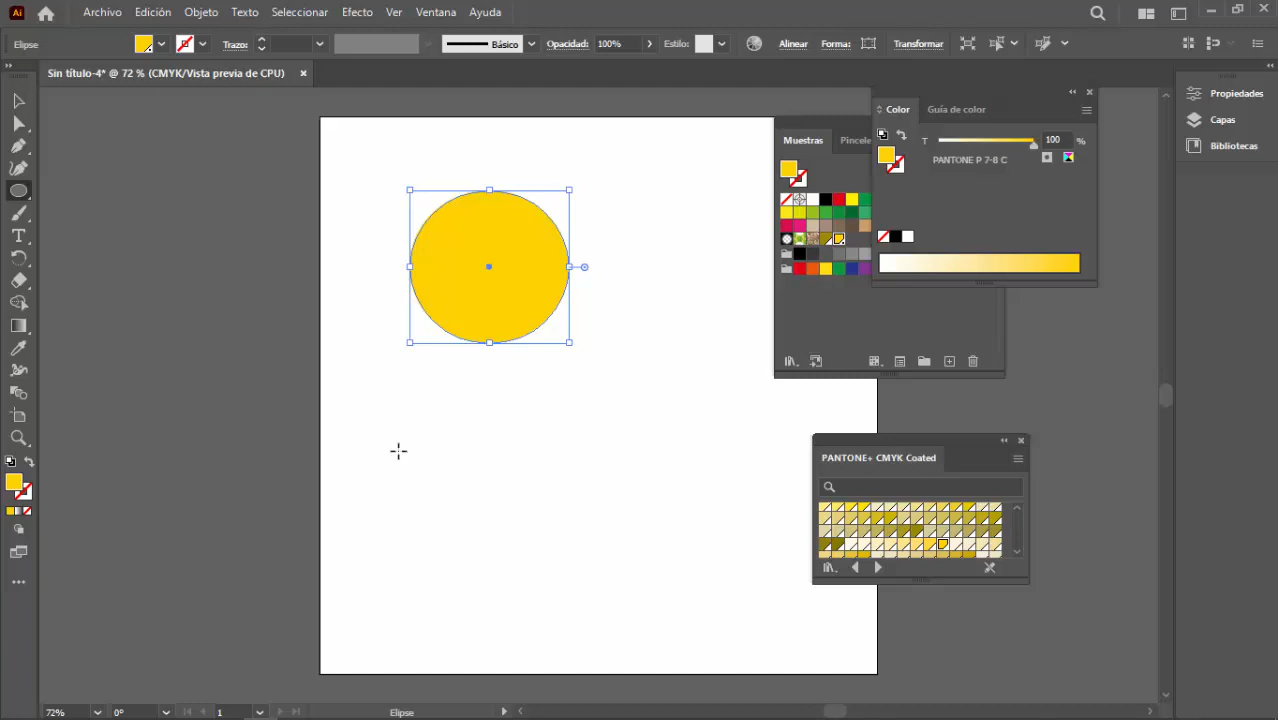 Ai Archivo Edición Objeto Texto Seleccionar Efecto Ver Ventana Ayuda
Elipse Trazo: Básico Opacidad: 100% Estilo: Alinear Forma: Transformar
Sin título-4* @ 72 % (CMYK/Vista previa de CPU)
Color Guía de color
Propiedades
Capas
Bibliotecas
Muestras Pincele
T 100 %
PANTONE P 7-8 C
PANTONE+ CMYK Coated
72% 0° 1 Elipse